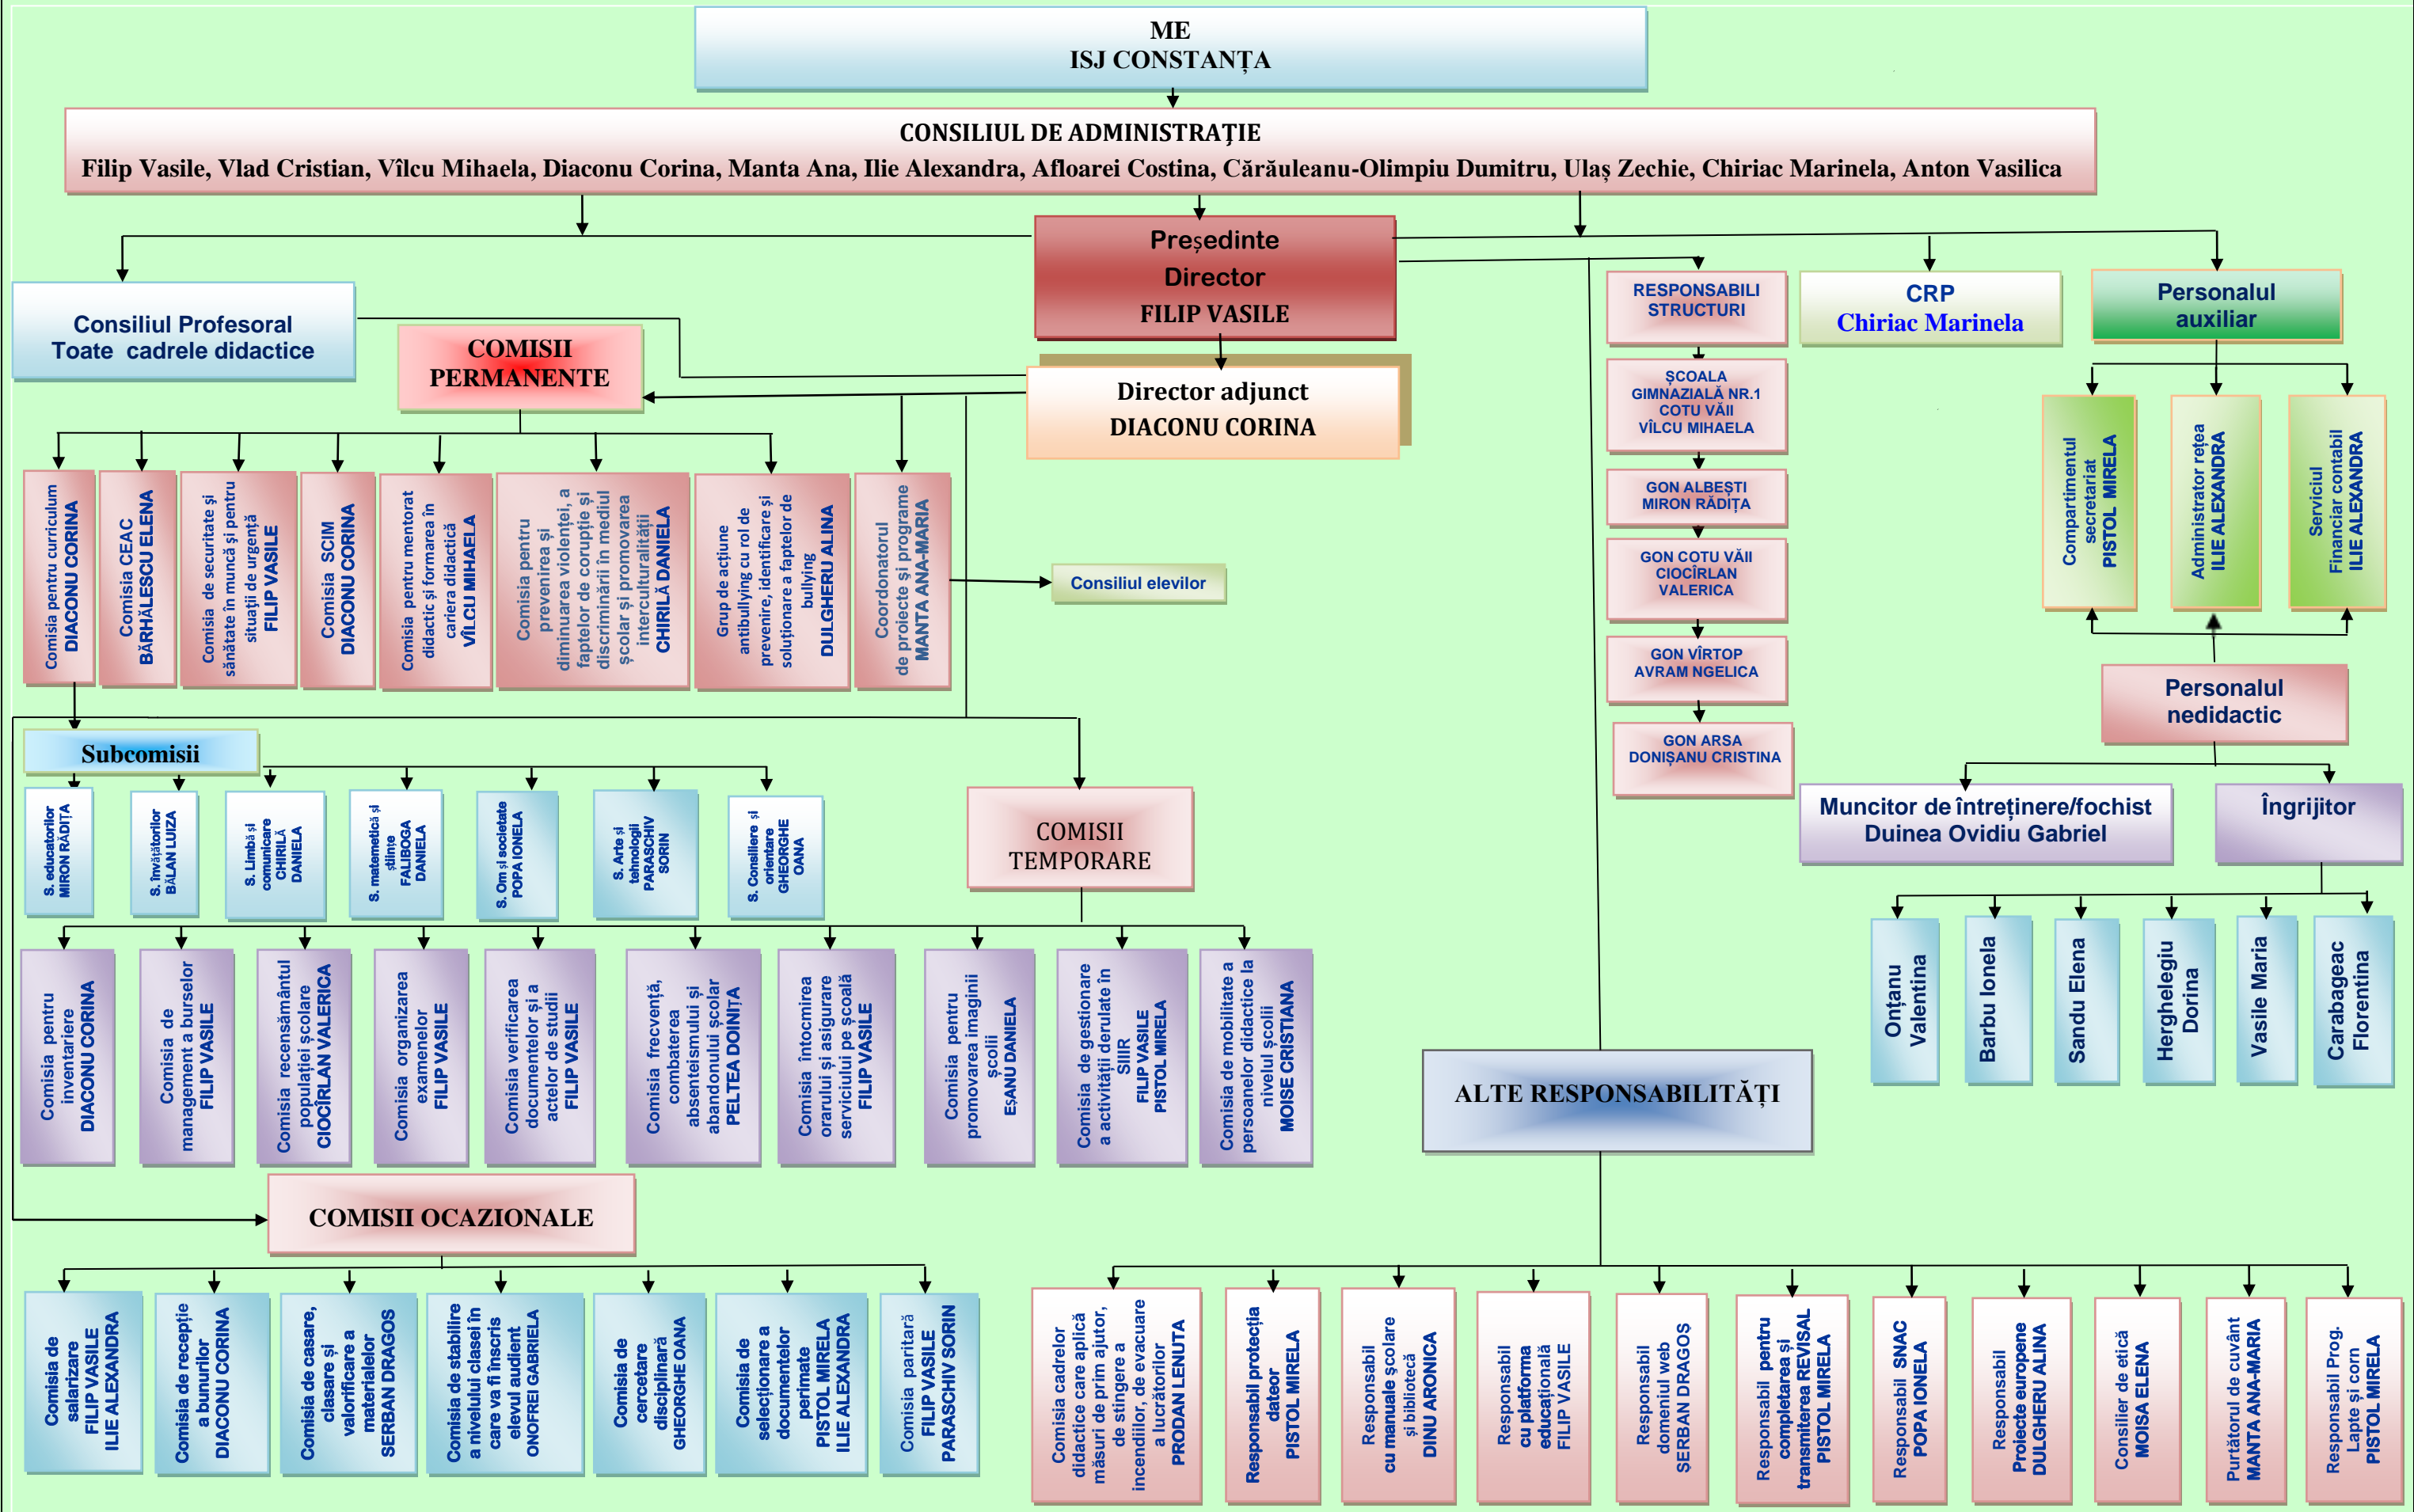 ME
ISJ CONSTANȚA
CONSILIUL DE ADMINISTRAȚIE
Filip Vasile, Vlad Cristian, Vîlcu Mihaela, Diaconu Corina, Manta Ana, Ilie Alexandra, Afloarei Costina, Cărăuleanu-Olimpiu Dumitru, Ulaș Zechie, Chiriac Marinela, Anton Vasilica
Președinte
Director
FILIP VASILE
Consiliul Profesoral
Toate cadrele didactice
COMISII
PERMANENTE
Director adjunct
DIACONU CORINA
RESPONSABILI
STRUCTURI
CRP
Chiriac Marinela
Personalul
auxiliar
ȘCOALA
GIMNAZIALĂ NR.1
COTU VĂII
VÎLCU MIHAELA
GON ALBEȘTI
MIRON RĂDIȚA
GON COTU VĂII
CIOCÎRLAN
VALERICA
GON VÎRTOP
AVRAM NGELICA
GON ARSA
DONIȘANU CRISTINA
Compartimentul
secretariat
PISTOL MIRELA
Administrator rețea
ILIE ALEXANDRA
Serviciul
Financiar contabil
ILIE ALEXANDRA
Comisia pentru curriculum
DIACONU CORINA
Comisia CEAC
BĂRHĂLESCU ELENA
Comisia de securitate și
sănătate în muncă și pentru
situații de urgență
FILIP VASILE
Comisia SCIM
DIACONU CORINA
Comisia pentru mentorat
didactic și formarea în
cariera didactică
VÎLCU MIHAELA
Comisia pentru
prevenirea și
diminuarea violenței, a
faptelor de corupție și
discriminării în mediul
școlar și promovarea
interculturalității
CHIRILĂ DANIELA
Grup de acțiune
antibullying cu rol de
prevenire, identificare și
soluționare a faptelor de
bullying
DULGHERU ALINA
Coordonatorul
de proiecte și programe
MANTA ANA-MARIA
Consiliul elevilor
Personalul
nedidactic
Muncitor de întreținere/fochist
Duinea Ovidiu Gabriel
Îngrijitor
Onțanu
Valentina
Barbu Ionela
Sandu Elena
Herghelegiu
Dorina
Vasile Maria
Carabageac
Florentina
Subcomisii
S. educatorilor
MIRON RĂDIȚA
S. învățătorilor
BĂLAN LUIZA
S. Limbă și
comunicare
CHIRILĂ
DANIELA
S. matematică și
științe
FALIBOGA
DANIELA
S. Om și societate
POPA IONELA
S. Arte și
tehnologii
PARASCHIV
SORIN
S. Consiliere și
orientare
GHEORGHE
OANA
COMISII
TEMPORARE
Comisia pentru
inventariere
DIACONU CORINA
Comisia de
management a burselor
FILIP VASILE
Comisia recensământul
populației școlare
CIOCÎRLAN VALERICA
Comisia organizarea
examenelor
FILIP VASILE
Comisia verificarea
documentelor și a
actelor de studii
FILIP VASILE
Comisia frecvență,
combaterea
absenteismului și
abandonului școlar
PELTEA DOINIȚA
Comisia întocmirea
orarului și asigurare
serviciului pe școală
FILIP VASILE
Comisia pentru
promovarea imaginii
școlii
EȘANU DANIELA
Comisia de gestionare
a activității derulate în
SIIIR
FILIP VASILE
PISTOL MIRELA
Comisia de mobilitate a
persoanelor didactice la
nivelul școlii
MOISE CRISTIANA
ALTE RESPONSABILITĂȚI
COMISII OCAZIONALE
Comisia de
salarizare
FILIP VASILE
ILIE ALEXANDRA
Comisia de recepție
a bunurilor
DIACONU CORINA
Comisia de casare,
clasare și
valorificare a
materialelor
SERBAN DRAGOS
Comisia de stabilire
a nivelului clasei în
care va fi înscris
elevul audient
ONOFREI GABRIELA
Comisia de
cercetare
disciplinară
GHEORGHE OANA
Comisia de
selecționare a
documentelor
perimate
PISTOL MIRELA
ILIE ALEXANDRA
Comisia paritară
FILIP VASILE
PARASCHIV SORIN
Comisia cadrelor
didactice care aplică
măsuri de prim ajutor,
de stingere a
incendiilor, de evacuare
a lucrătorilor
PRODAN LENUTA
Responsabil protecția
dateor
PISTOL MIRELA
Responsabil
cu manuale școlare
și bibliotecă
DINU ARONICA
Responsabil
cu platforma
educațională
FILIP VASILE
Responsabil
domeniul web
ȘERBAN DRAGOȘ
Responsabil pentru
completarea și
transmiterea REVISAL
PISTOL MIRELA
Responsabil SNAC
POPA IONELA
Responsabil
Proiecte europene
DULGHERU ALINA
Consilier de etică
MOISA ELENA
Purtătorul de cuvânt
MANTA ANA-MARIA
Responsabil Prog.
Lapte și corn
PISTOL MIRELA